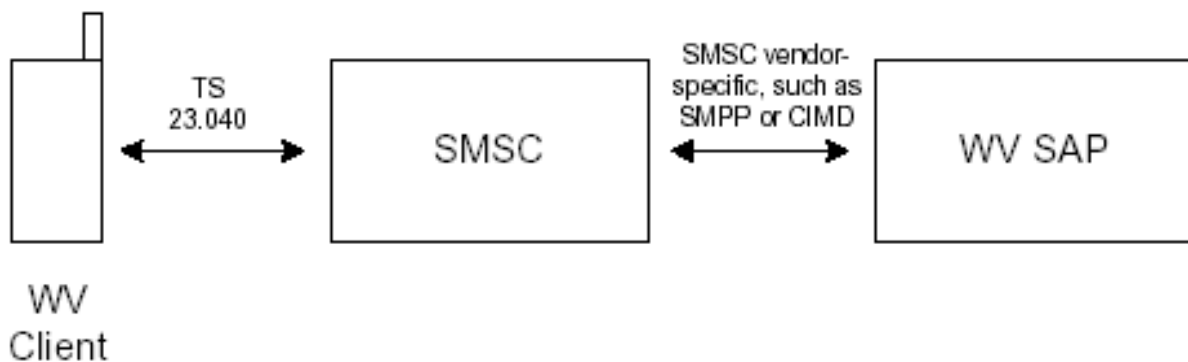 TS
23.040
SMSC
SMSC vendor-
specific, such as
SMPP or CIMD
WV SAP
WV
Client